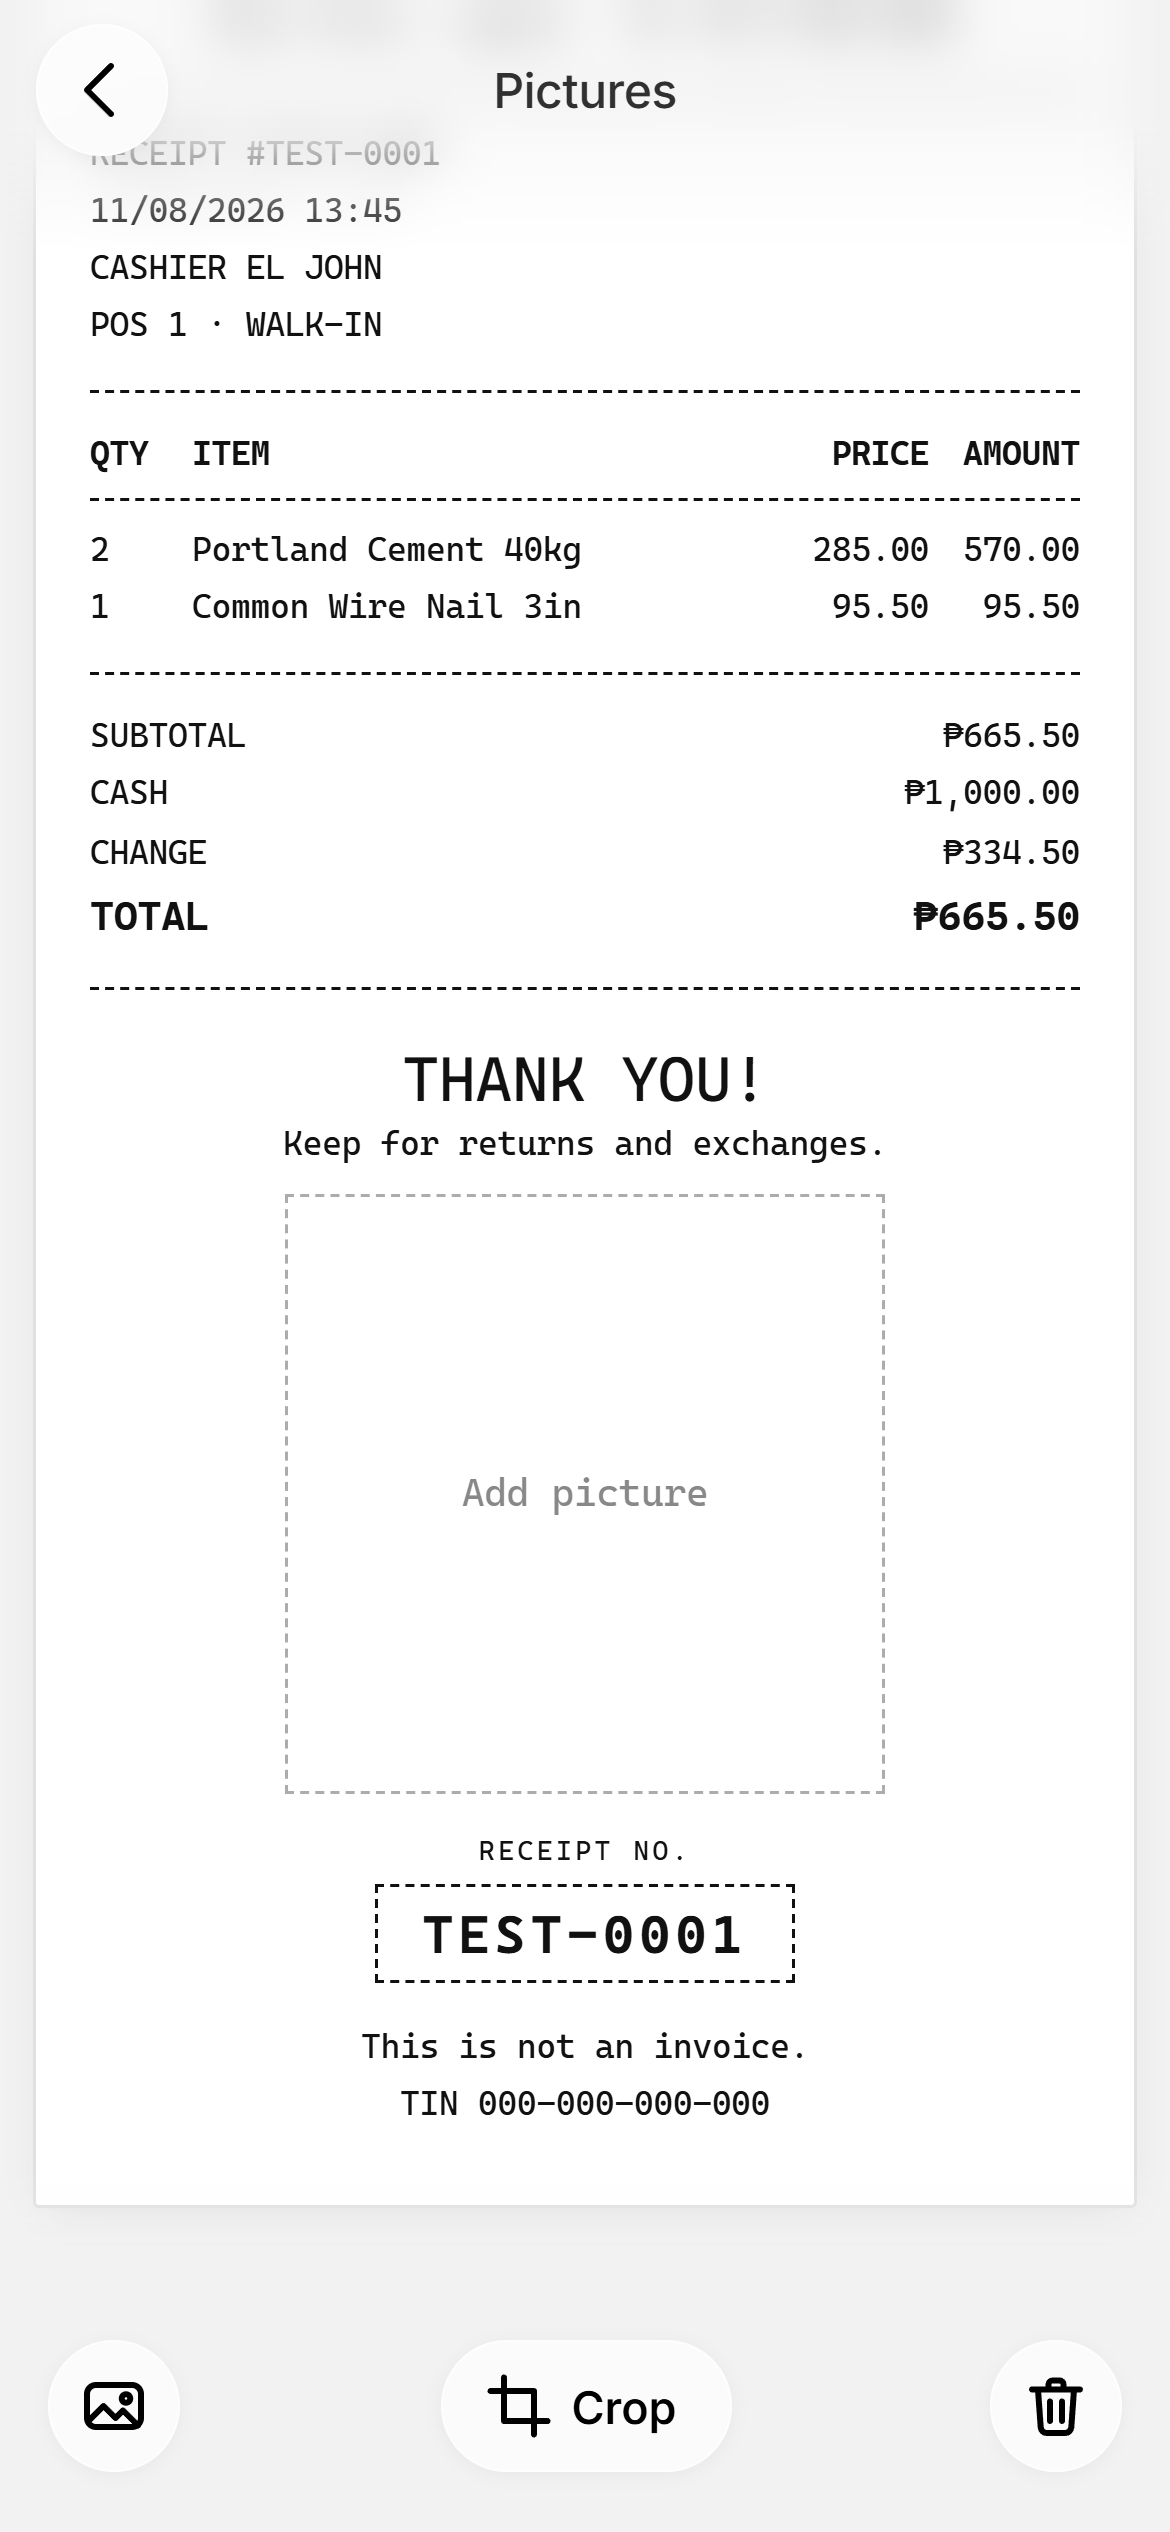 Pictures
RECEIPT #TEST-0001
11/08/2026 13:45
CASHIER EL JOHN
POS 1 · WALK-IN
QTY ITEM PRICE AMOUNT
2 Portland Cement 40kg 285.00 570.00
1 Common Wire Nail 3in 95.50 95.50
SUBTOTAL ₱665.50
CASH ₱1,000.00
CHANGE ₱334.50
TOTAL ₱665.50
THANK YOU!
Keep for returns and exchanges.
Add picture
RECEIPT NO.
TEST-0001
This is not an invoice.
TIN 000-000-000-000
Crop